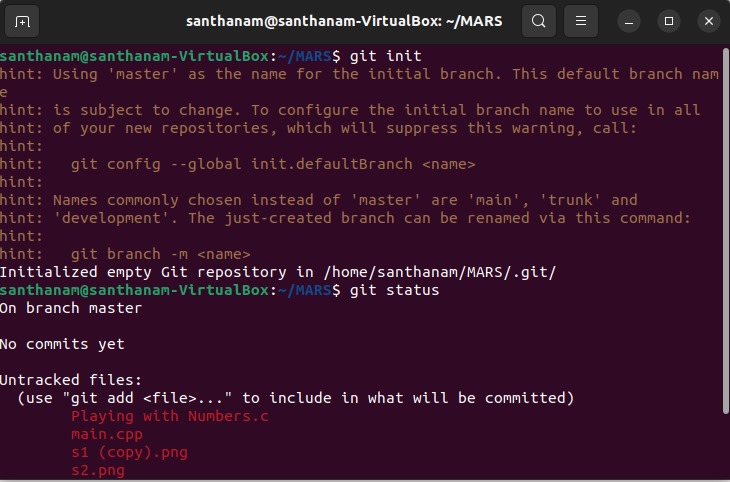 santhanam@santhanam-VirtualBox: ~/MARS
santhanam@santhanam-VirtualBox:~/MARS$ git init
hint: Using 'master' as the name for the initial branch. This default branch nam
e
hint: is subject to change. To configure the initial branch name to use in all
hint: of your new repositories, which will suppress this warning, call:
hint:
hint:   git config --global init.defaultBranch <name>
hint:
hint: Names commonly chosen instead of 'master' are 'main', 'trunk' and
hint: 'development'. The just-created branch can be renamed via this command:
hint:
hint:   git branch -m <name>
Initialized empty Git repository in /home/santhanam/MARS/.git/
santhanam@santhanam-VirtualBox:~/MARS$ git status
On branch master

No commits yet

Untracked files:
  (use "git add <file>..." to include in what will be committed)
        Playing with Numbers.c
        main.cpp
        s1 (copy).png
        s2.png